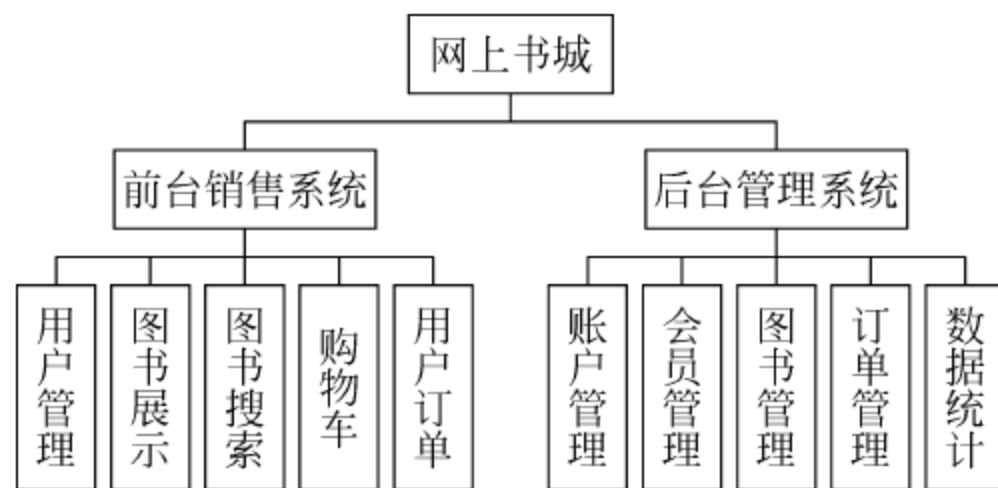 网上书城
前台销售系统
后台管理系统
用户管理
图书展示
图书搜索
购物车
用户订单
账户管理
会员管理
图书管理
订单管理
数据统计